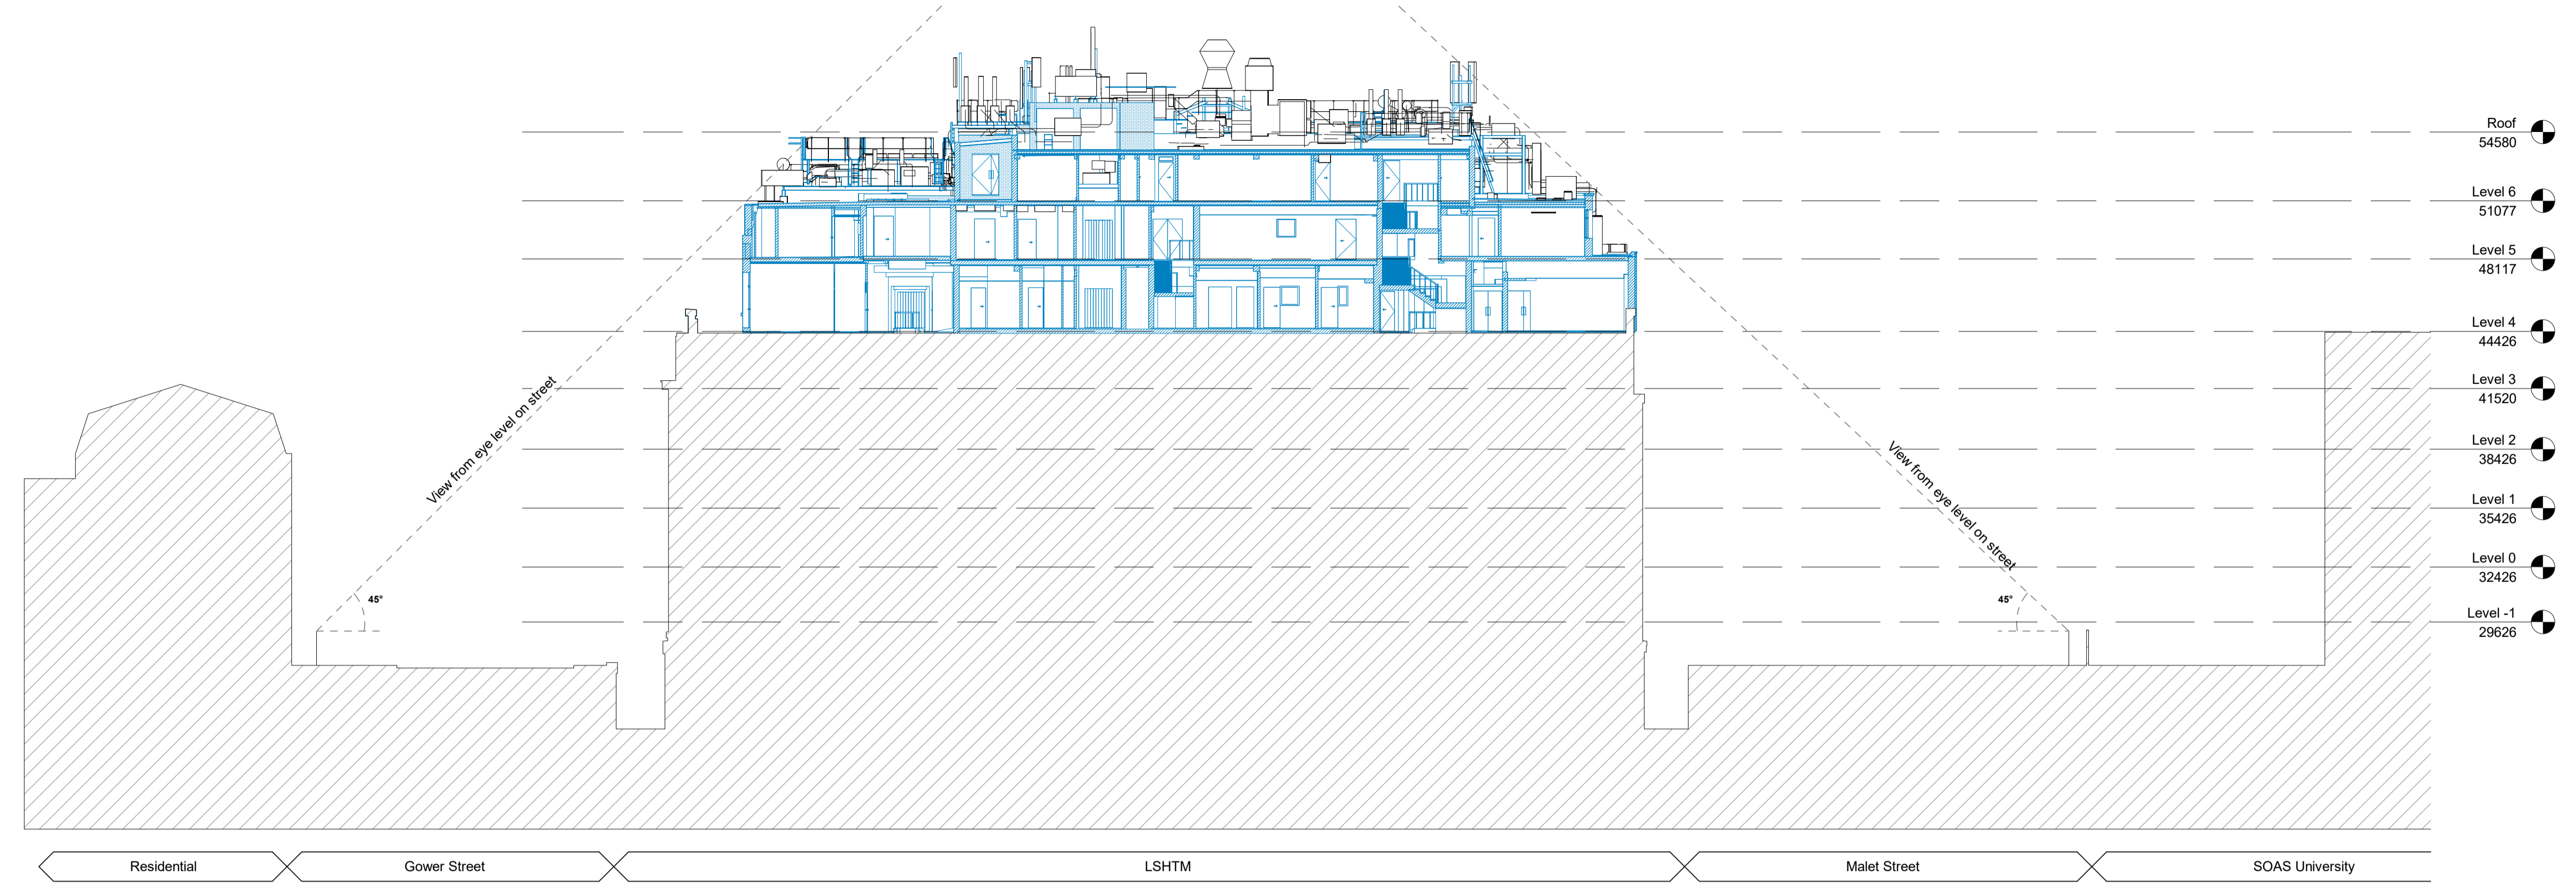 Roof
54580
Level 6
51077
Level 5
48117
Level 4
44426
Level 3
41520
Level 2
38426
Level 1
35426
Level 0
32426
Level -1
29626
View from eye level on street
View from eye level on street
45°
45°
Residential
Gower Street
LSHTM
Malet Street
SOAS University